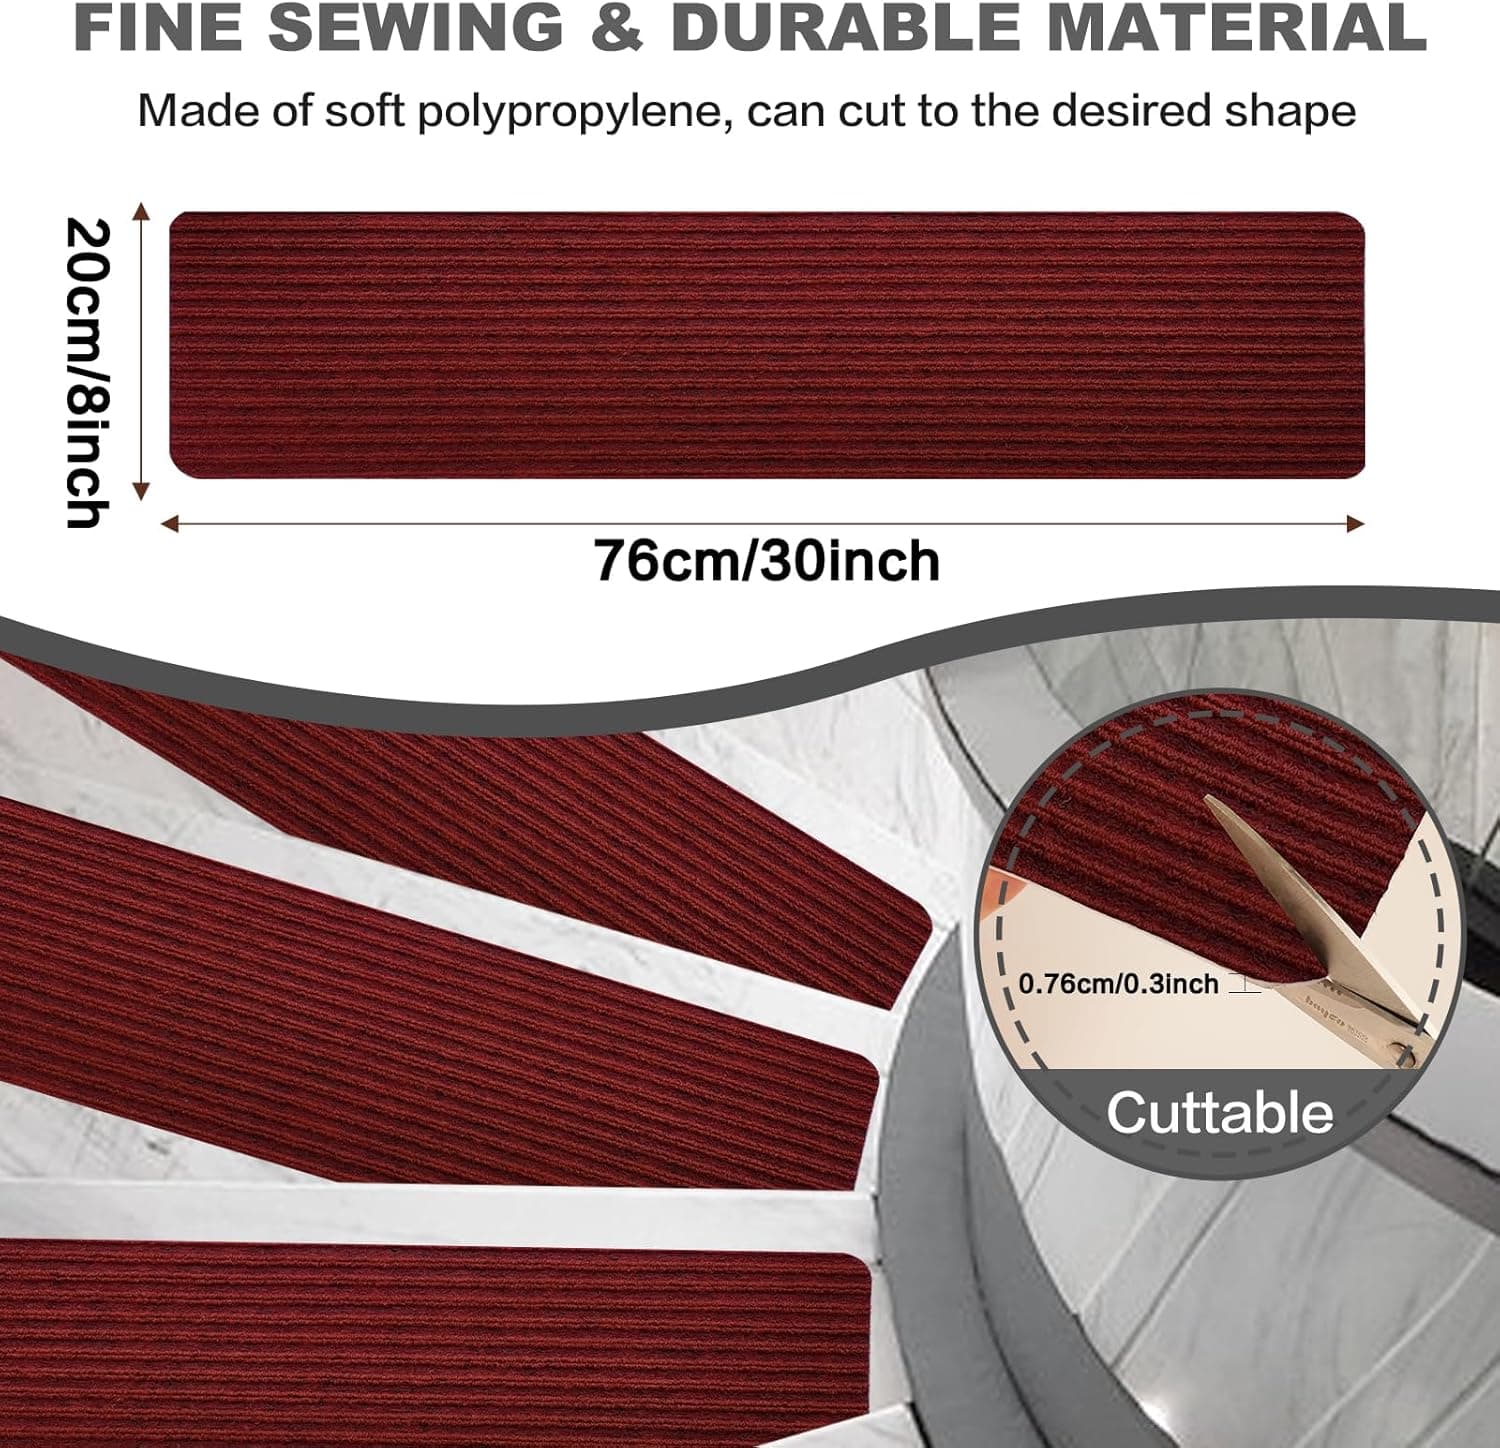 FINE SEWING & DURABLE MATERIAL
Made of soft polypropylene, can cut to the desired shape
20cm/8inch
76cm/30inch
0.76cm/0.3inch
Cuttable